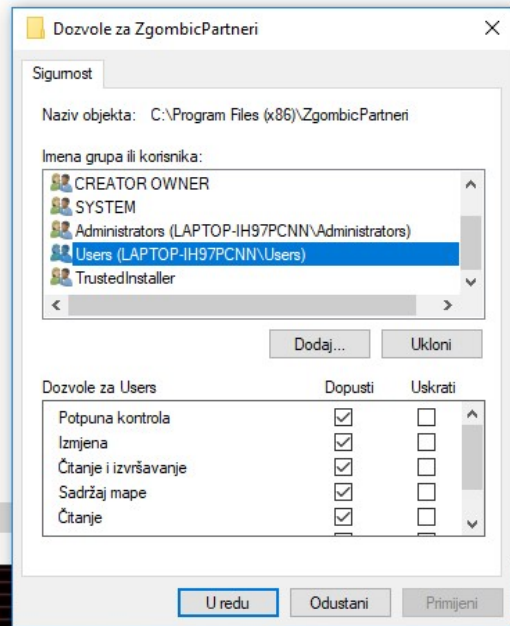 Dozvole za ZgombicPartneri
Sigurnost
Naziv objekta: C:\Program Files (x86)\ZgombicPartneri
Imena grupa ili korisnika:
CREATOR OWNER
SYSTEM
Administrators (LAPTOP-IH97PCNN\Administrators)
Users (LAPTOP-IH97PCNN\Users)
TrustedInstaller
Dodaj... Ukloni
Dozvole za Users Dopusti Uskrati
Potpuna kontrola
Izmjena
Čitanje i izvršavanje
Sadržaj mape
Čitanje
U redu Odustani Primijeni